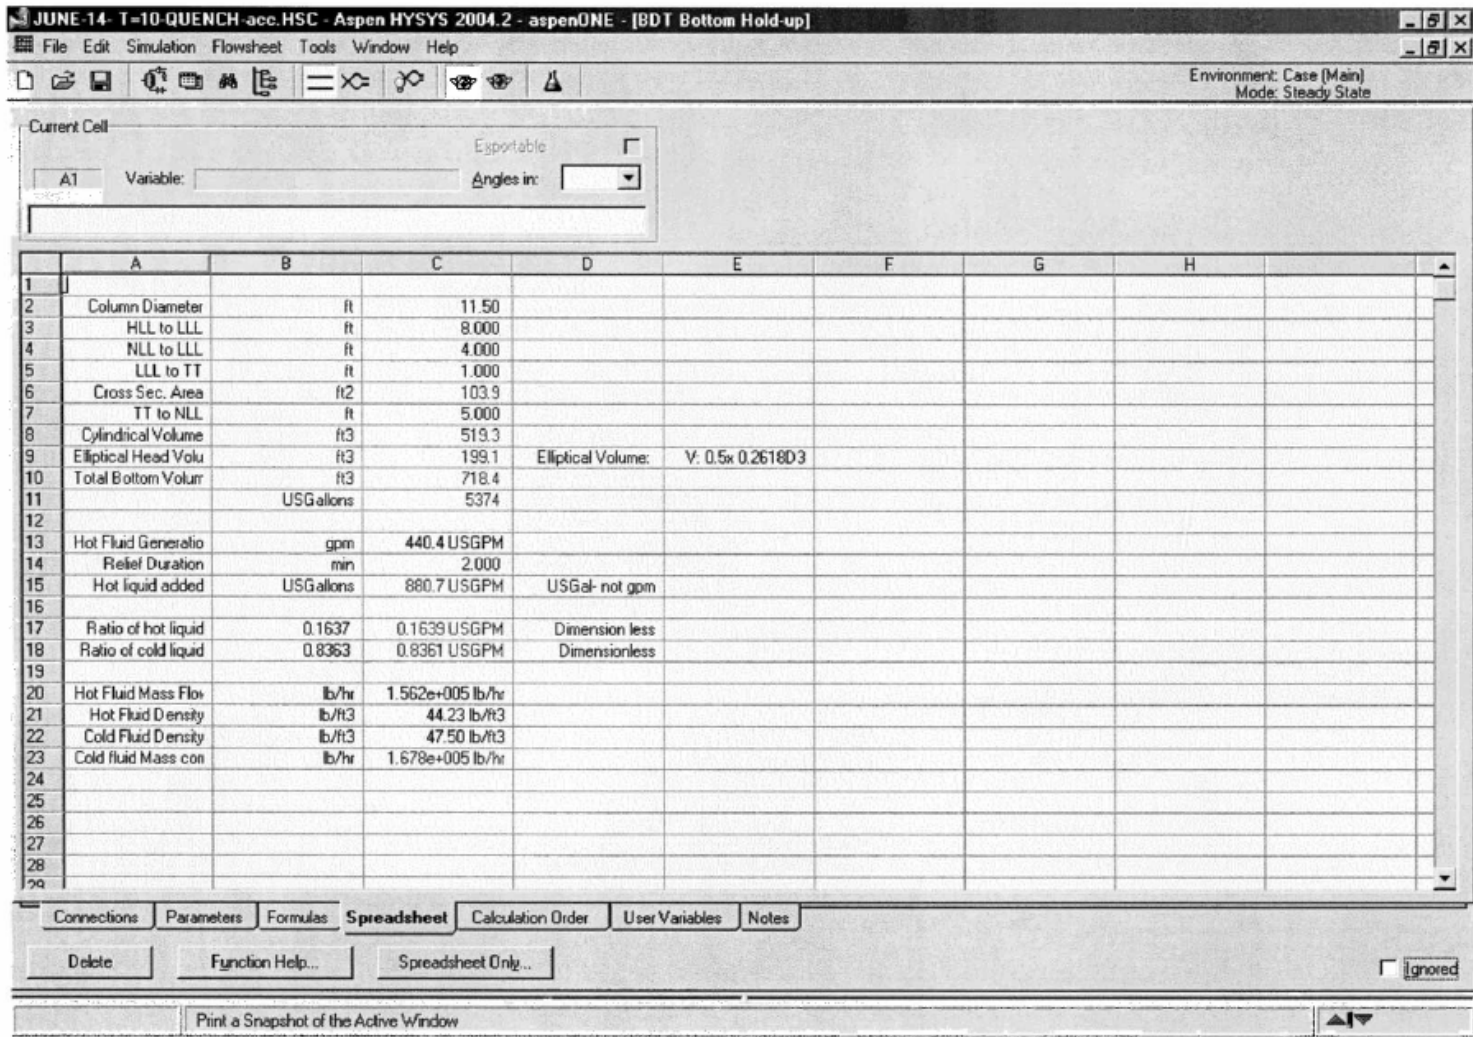 JUNE-14- T=10-QUENCH-acc.HSC - Aspen HYSYS 2004.2 - aspenONE - [BDT Bottom Hold-up]
File Edit Simulation Flowsheet Tools Window Help
Environment: Case (Main)
Mode: Steady State
Current Cell
Exportable
A1 Variable: Angles in:
A B C D E F G H
1
2 Column Diameter ft 11.50
3 HLL to LLL ft 8.000
4 NLL to LLL ft 4.000
5 LLL to TT ft 1.000
6 Cross Sec. Area ft2 103.9
7 TT to NLL ft 5.000
8 Cylindrical Volume ft3 519.3
9 Elliptical Head Volu ft3 199.1 Elliptical Volume: V: 0.5x 0.2618D3
10 Total Bottom Volum ft3 718.4
11 USGallons 5374
12
13 Hot Fluid Generatio gpm 440.4 USGPM
14 Relief Duration min 2.000
15 Hot liquid added USGallons 880.7 USGPM USGal- not gpm
16
17 Ratio of hot liquid 0.1637 0.1639 USGPM Dimension less
18 Ratio of cold liquid 0.8363 0.8361 USGPM Dimensionless
19
20 Hot Fluid Mass Flow lb/hr 1.562e+005 lb/hr
21 Hot Fluid Density lb/ft3 44.23 lb/ft3
22 Cold Fluid Density lb/ft3 47.50 lb/ft3
23 Cold fluid Mass con lb/hr 1.678e+005 lb/hr
24
25
26
27
28
29
Connections Parameters Formulas Spreadsheet Calculation Order User Variables Notes
Delete Function Help... Spreadsheet Only... Ignored
Print a Snapshot of the Active Window